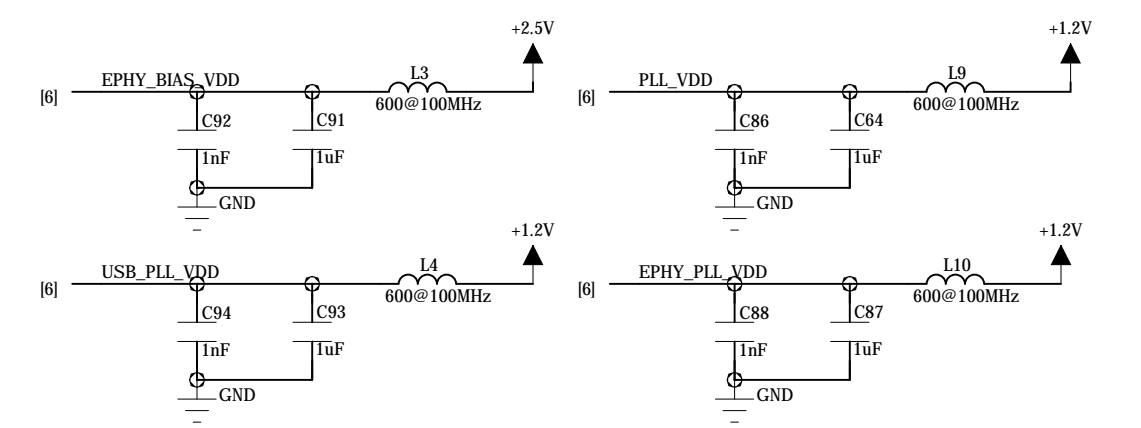 +2.5V
EPHY_BIAS_VDD
L3
[6]
600@100MHz
C92
C91
1nF
1uF
GND
+1.2V
PLL_VDD
L9
[6]
600@100MHz
C86
C64
1nF
1uF
GND
+1.2V
USB_PLL_VDD
L4
[6]
600@100MHz
C94
C93
1nF
1uF
GND
+1.2V
EPHY_PLL_VDD
L10
[6]
600@100MHz
C88
C87
1nF
1uF
GND